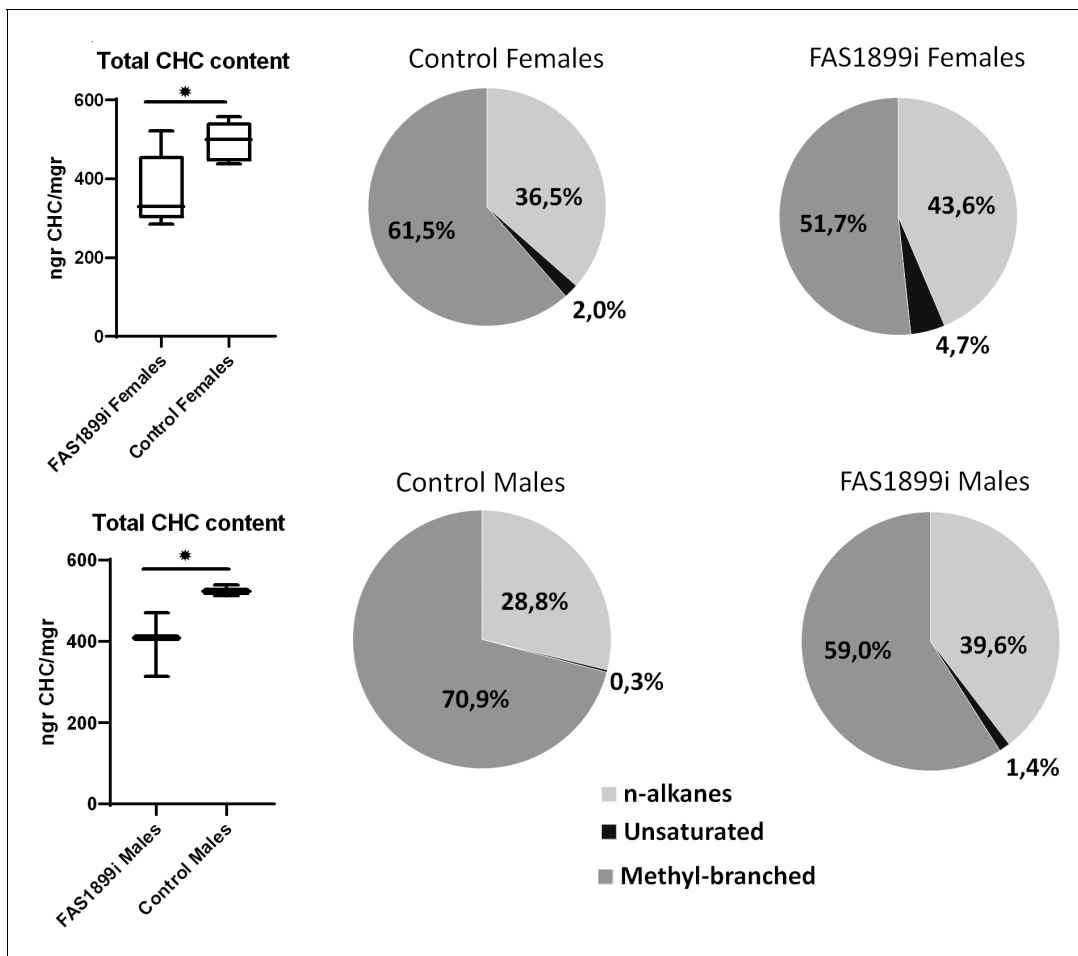 Total CHC content
600
400
200
0
ngr CHC/mgr
✷
FAS1899i Females
Control Females
Control Females
36,5%
61,5%
2,0%
FAS1899i Females
43,6%
51,7%
4,7%
Total CHC content
600
400
200
0
ngr CHC/mgr
✷
FAS1899i Males
Control Males
Control Males
28,8%
0,3%
70,9%
FAS1899i Males
39,6%
59,0%
1,4%
n-alkanes
Unsaturated
Methyl-branched